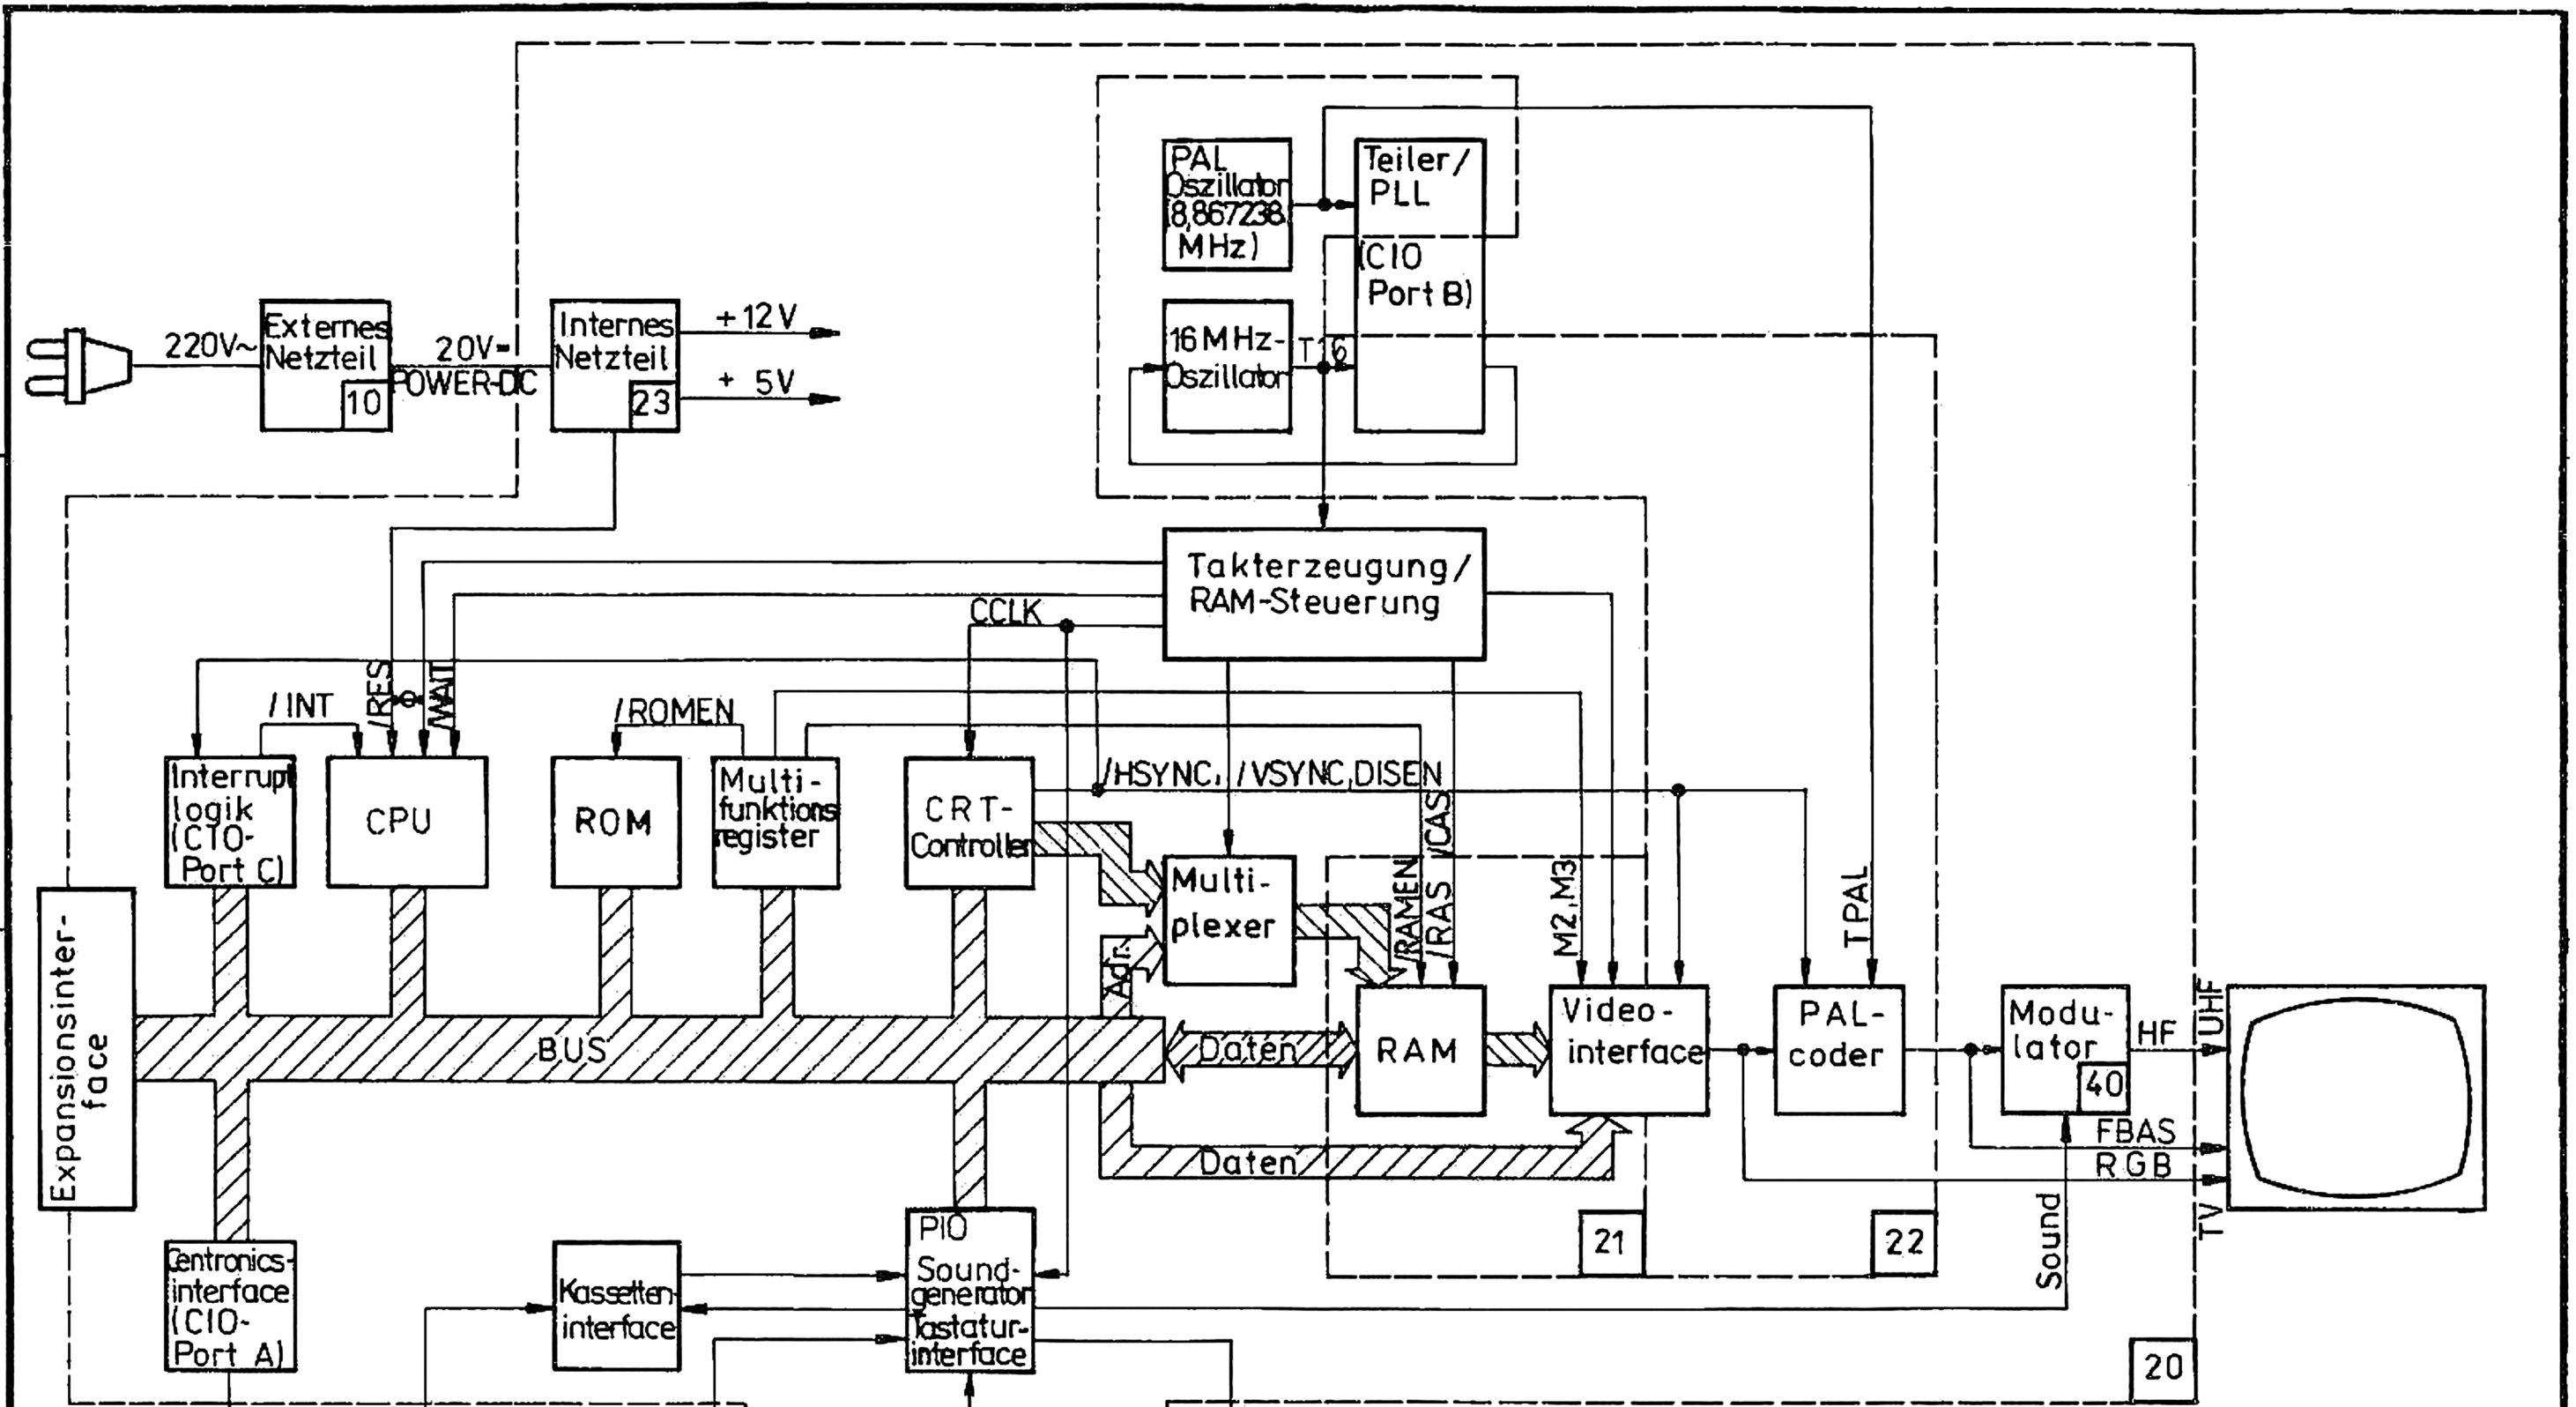 PAL
Oszillator
(8,867238
MHz)
Teiler/
PLL
(CIO
Port B)
16MHz-
Oszillator
T16
220V~
Externes
Netzteil
10
20V=
POWER-DC
Internes
Netzteil
23
+12V
+ 5V
Takterzeugung/
RAM-Steuerung
CCLK
/INT
/RES
/WAIT
/ROMEN
Interrupt
logik
(CIO-
Port C)
CPU
ROM
Multi-
funktions
register
CRT-
Controller
/HSYNC, /VSYNC,DISEN
Multi-
plexer
Adr.
/RAMEN
/RAS /CAS
M2,M3
TPAL
Expansionsinter-
face
BUS
Daten
RAM
Video-
interface
PAL-
coder
Modu-
lator
40
HF
UHF
FBAS
RGB
TV
Daten
Sound
21
22
20
Centronics-
interface
(CIO-
Port A)
Kassetten-
interface
PIO
Sound-
generator
Tastatur-
interface